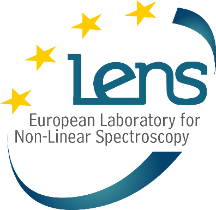 Lens
European Laboratory for
Non-Linear Spectroscopy